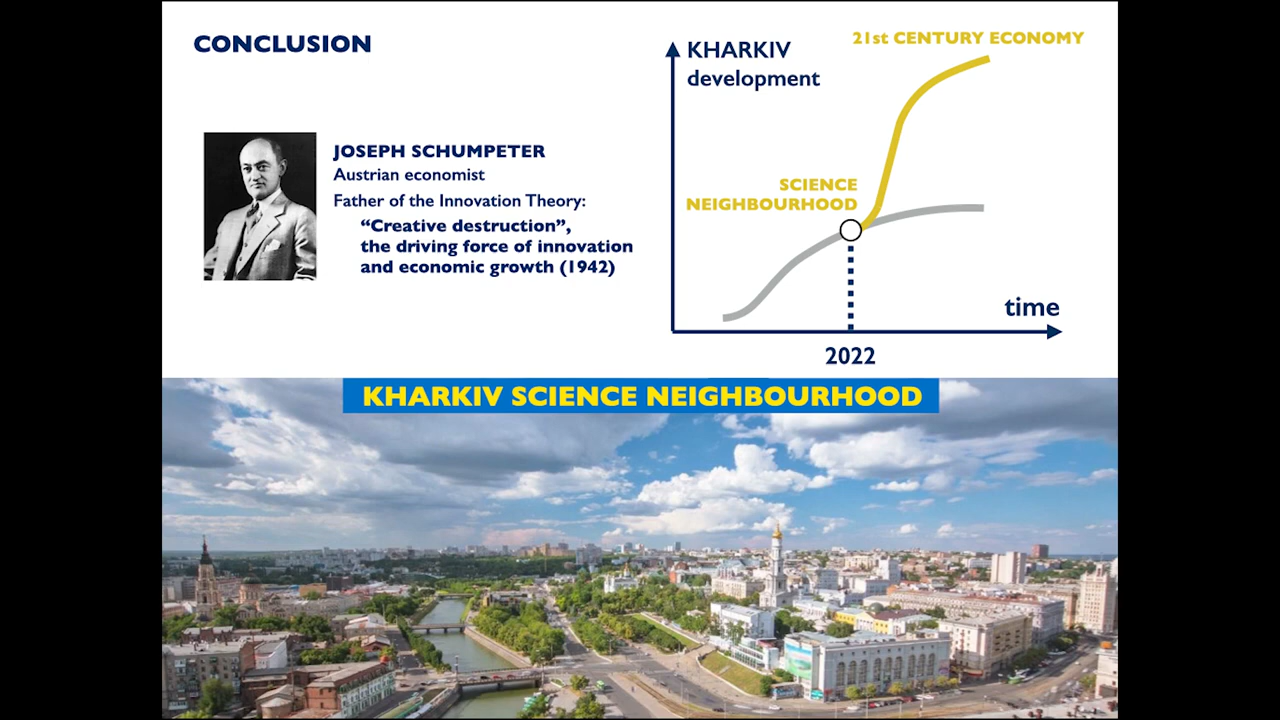 CONCLUSION
JOSEPH SCHUMPETER
Austrian economist
Father of the Innovation Theory:
“Creative destruction”,
the driving force of innovation
and economic growth (1942)
KHARKIV
development
21st CENTURY ECONOMY
SCIENCE
NEIGHBOURHOOD
time
2022
KHARKIV SCIENCE NEIGHBOURHOOD